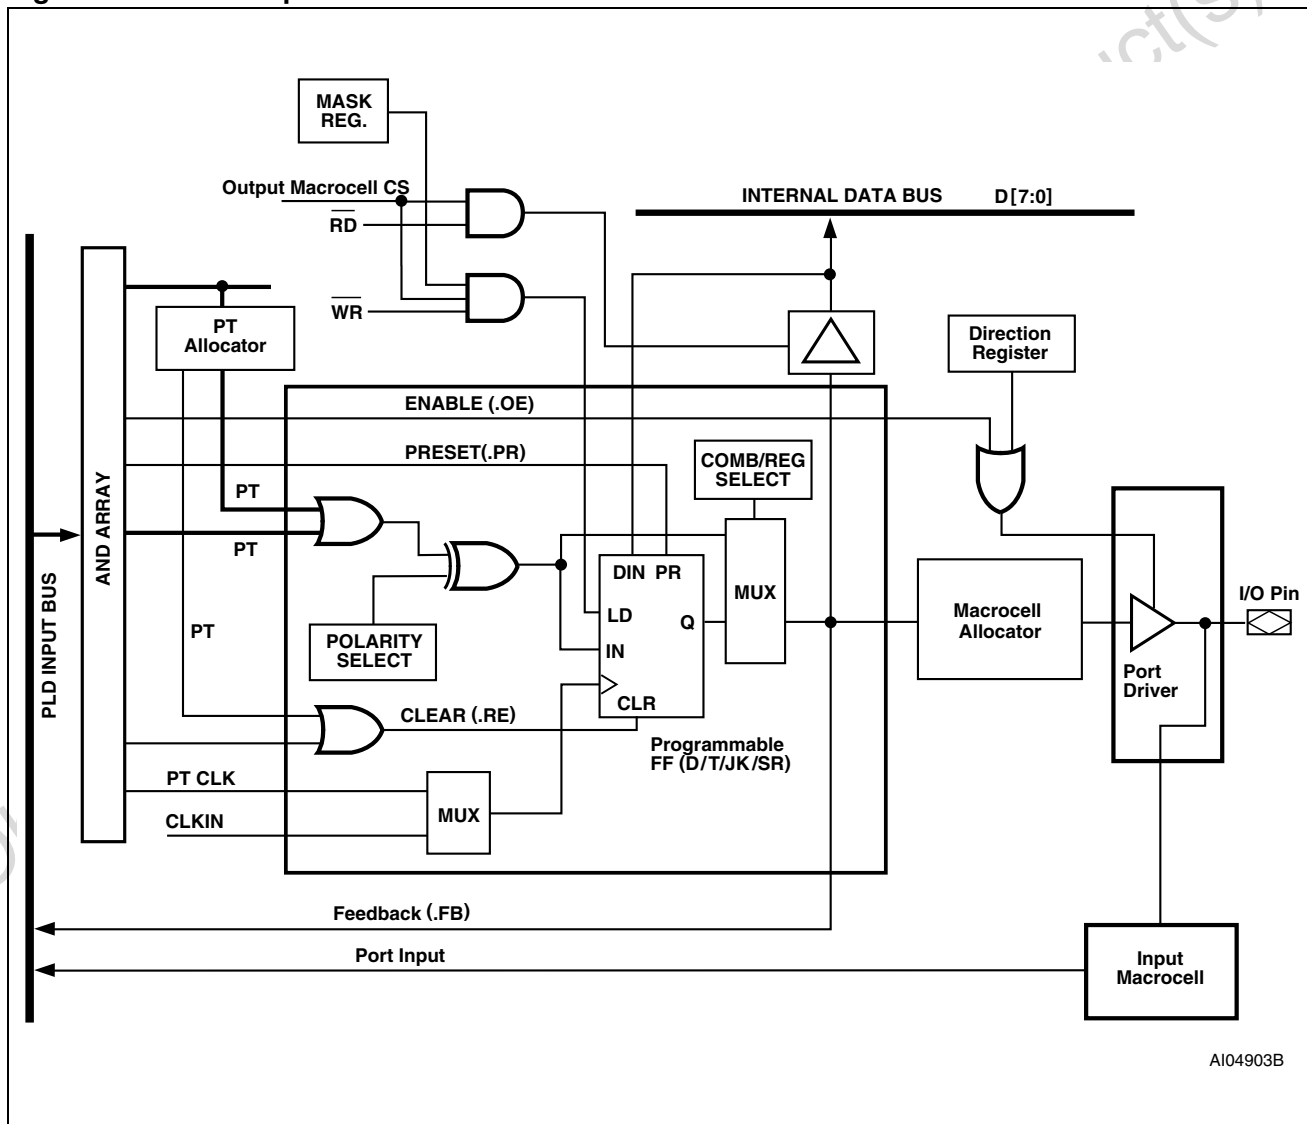 uct(s)
MASK
REG.
Output Macrocell CS
RD
WR
INTERNAL DATA BUS D[7:0]
PT
Allocator
Direction
Register
ENABLE (.OE)
PRESET(.PR)
COMB/REG
SELECT
PT
PT
AND ARRAY
PLD INPUT BUS
DIN PR
LD
Q
IN
CLR
MUX
Macrocell
Allocator
I/O Pin
Port
Driver
PT
POLARITY
SELECT
CLEAR (.RE)
Programmable
FF (D/T/JK/SR)
PT CLK
MUX
CLKIN
Feedback (.FB)
Port Input
Input
Macrocell
AI04903B